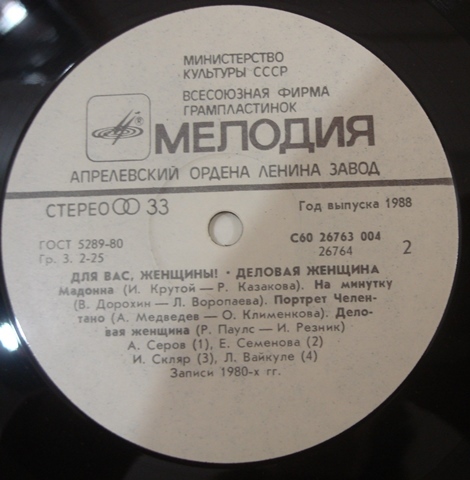 МИНИСТЕРСТВО
КУЛЬТУРЫ СССР
ВСЕСОЮЗНАЯ ФИРМА
ГРАМПЛАСТИНОК
МЕЛОДИЯ
АПРЕЛЕВСКИЙ ОРДЕНА ЛЕНИНА ЗАВОД
СТЕРЕО 33
Год выпуска 1988
ГОСТ 5289-80
Гр. 3. 2-25
С60 26763 004
26764
2
ДЛЯ ВАС, ЖЕНЩИНЫ! · ДЕЛОВАЯ ЖЕНЩИНА
Мадонна (И. Крутой — Р. Казакова). На минутку
(В. Дорохин — Л. Воропаева). Портрет Челен-
тано (А. Медведев — О. Клименкова). Дело-
вая женщина (Р. Паулс — И. Резник)
А. Серов (1), Е. Семенова (2)
И. Скляр (3), Л. Вайкуле (4)
Записи 1980-х гг.